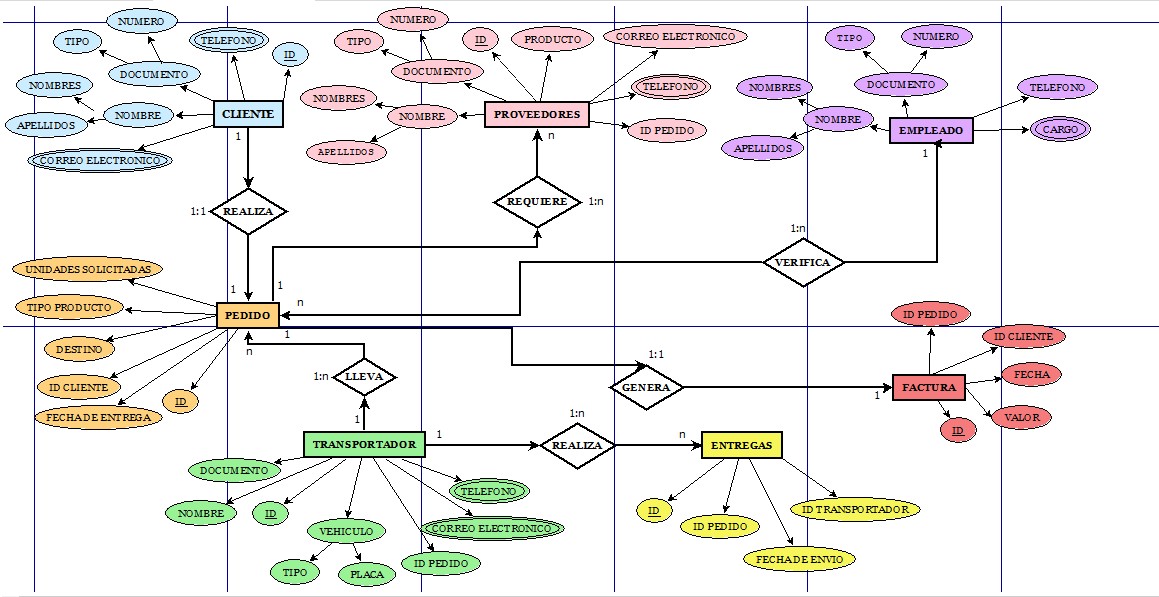 NUMERO
TIPO
TELEFONO
ID
DOCUMENTO
NOMBRES
NOMBRE
APELLIDOS
CLIENTE
CORREO ELECTRONICO
1
NUMERO
TIPO
ID
PRODUCTO
CORREO ELECTRONICO
DOCUMENTO
TELEFONO
NOMBRES
NOMBRE
PROVEEDORES
ID PEDIDO
APELLIDOS
n
TIPO
NUMERO
DOCUMENTO
NOMBRES
TELEFONO
NOMBRE
EMPLEADO
CARGO
APELLIDOS
1
1:1
REALIZA
REQUIERE
1:n
1:n
VERIFICA
UNIDADES SOLICITADAS
1
1
n
TIPO PRODUCTO
PEDIDO
1
DESTINO
n
ID CLIENTE
ID
FECHA DE ENTREGA
1:n
LLEVA
1
1:1
GENERA
ID PEDIDO
ID CLIENTE
FACTURA
1
FECHA
VALOR
ID
TRANSPORTADOR
1
1:n
REALIZA
n
ENTREGAS
DOCUMENTO
NOMBRE
ID
TELEFONO
VEHICULO
CORREO ELECTRONICO
TIPO
PLACA
ID PEDIDO
ID
ID PEDIDO
ID TRANSPORTADOR
FECHA DE ENVIO